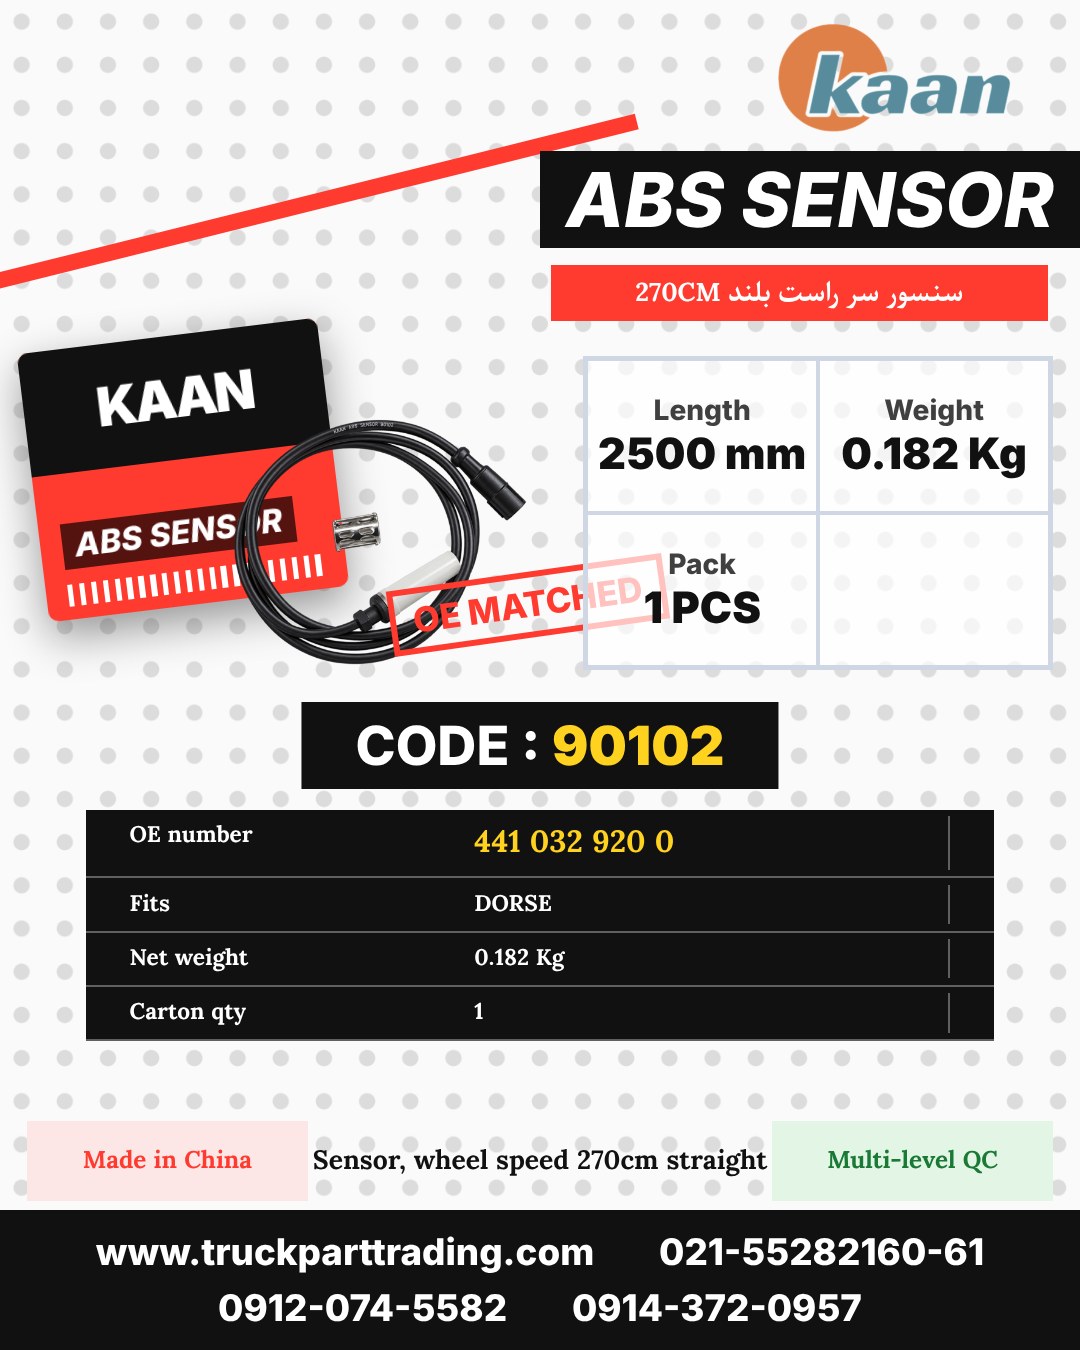 kaan
ABS SENSOR
سنسور سر راست بلند 270CM
KAAN
ABS SENSOR
OE MATCHED
Length
2500 mm
Weight
0.182 Kg
Pack
1 PCS
CODE : 90102
OE number 441 032 920 0
Fits DORSE
Net weight 0.182 Kg
Carton qty 1
Made in China
Sensor, wheel speed 270cm straight
Multi-level QC
www.truckparttrading.com 021-55282160-61
0912-074-5582 0914-372-0957